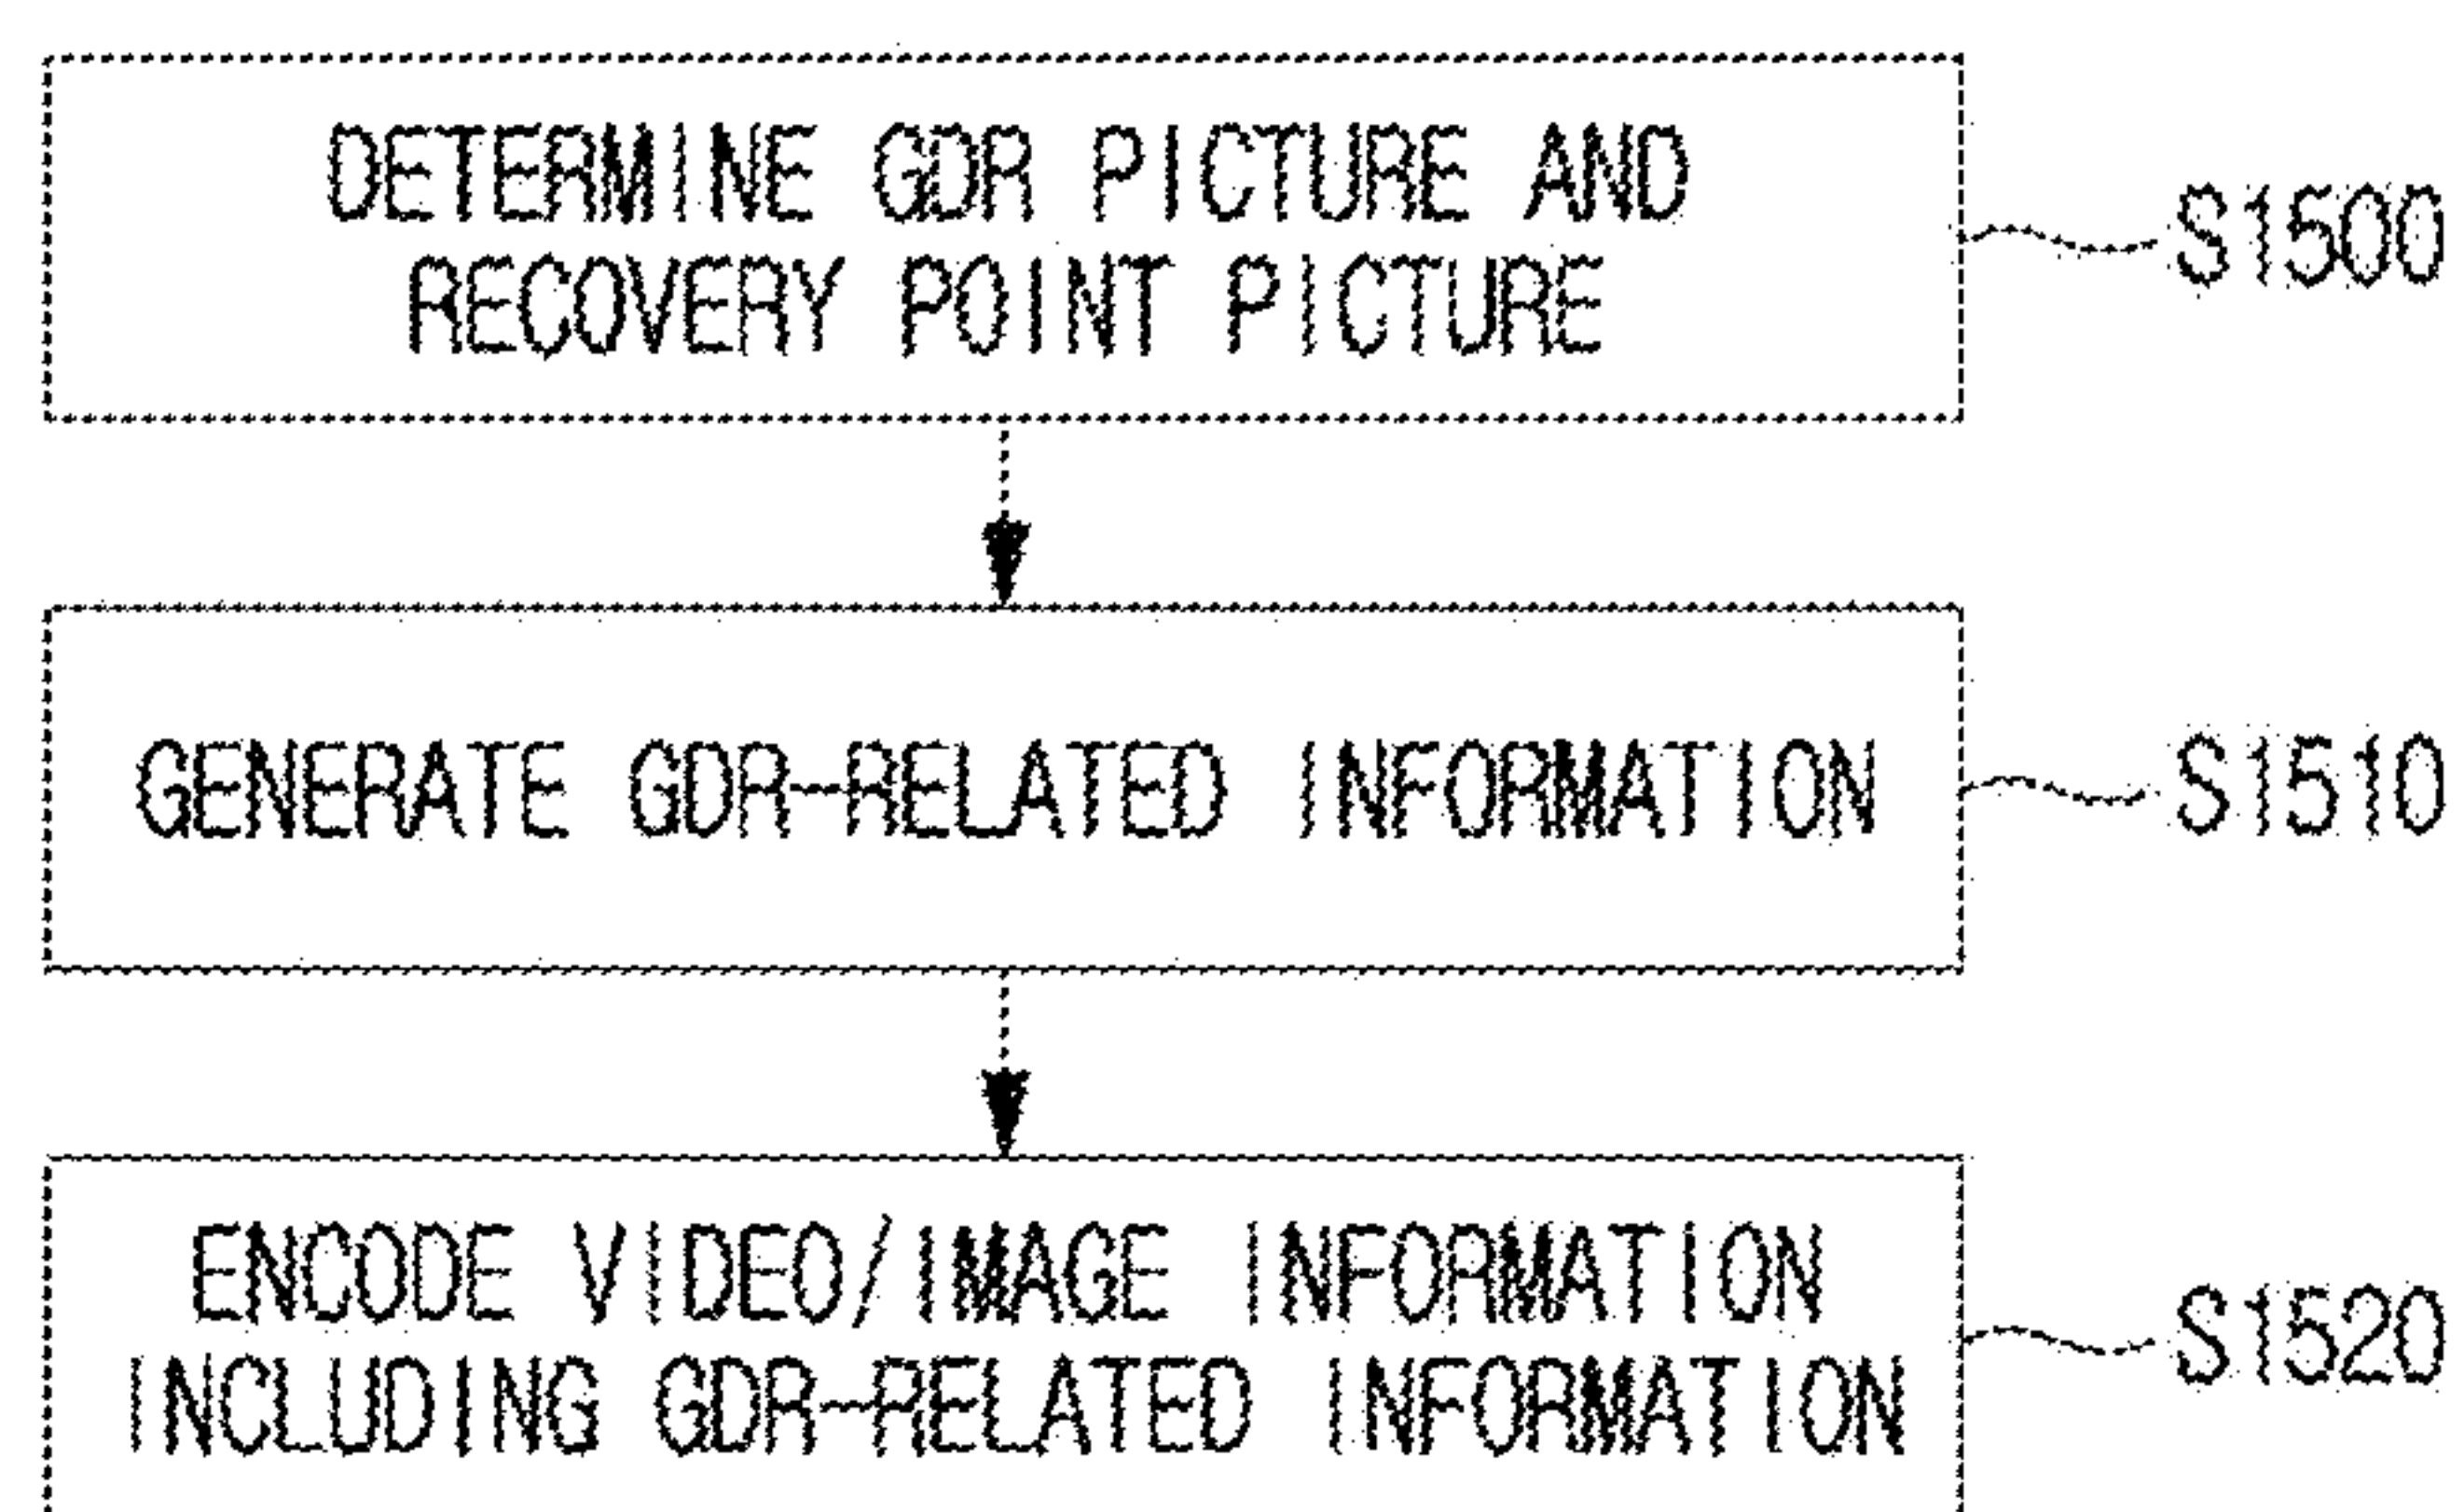 DETERMINE GDR PICTURE AND
RECOVERY POINT PICTURE
S1500
GENERATE GDR-RELATED INFORMATION
S1510
ENCODE VIDEO/IMAGE INFORMATION
INCLUDING GDR-RELATED INFORMATION
S1520